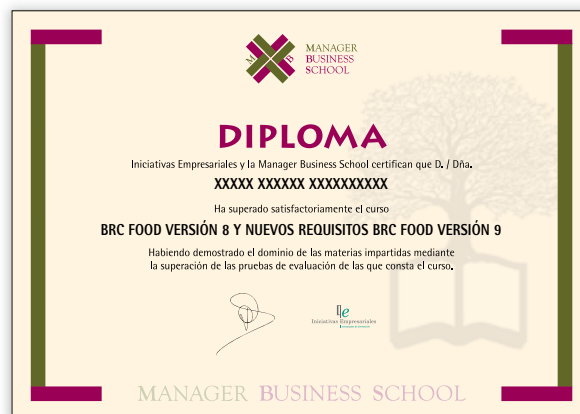 M B
MANAGER
BUSINESS
SCHOOL
DIPLOMA
Iniciativas Empresariales y la Manager Business School certifican que D. / Dña.
XXXXX XXXXXX XXXXXXXXXX
Ha superado satisfactoriamente el curso
BRC FOOD VERSIÓN 8 Y NUEVOS REQUISITOS BRC FOOD VERSIÓN 9
Habiendo demostrado el dominio de las materias impartidas mediante
la superación de las pruebas de evaluación de las que consta el curso.
Iniciativas Empresariales
MANAGER BUSINESS SCHOOL